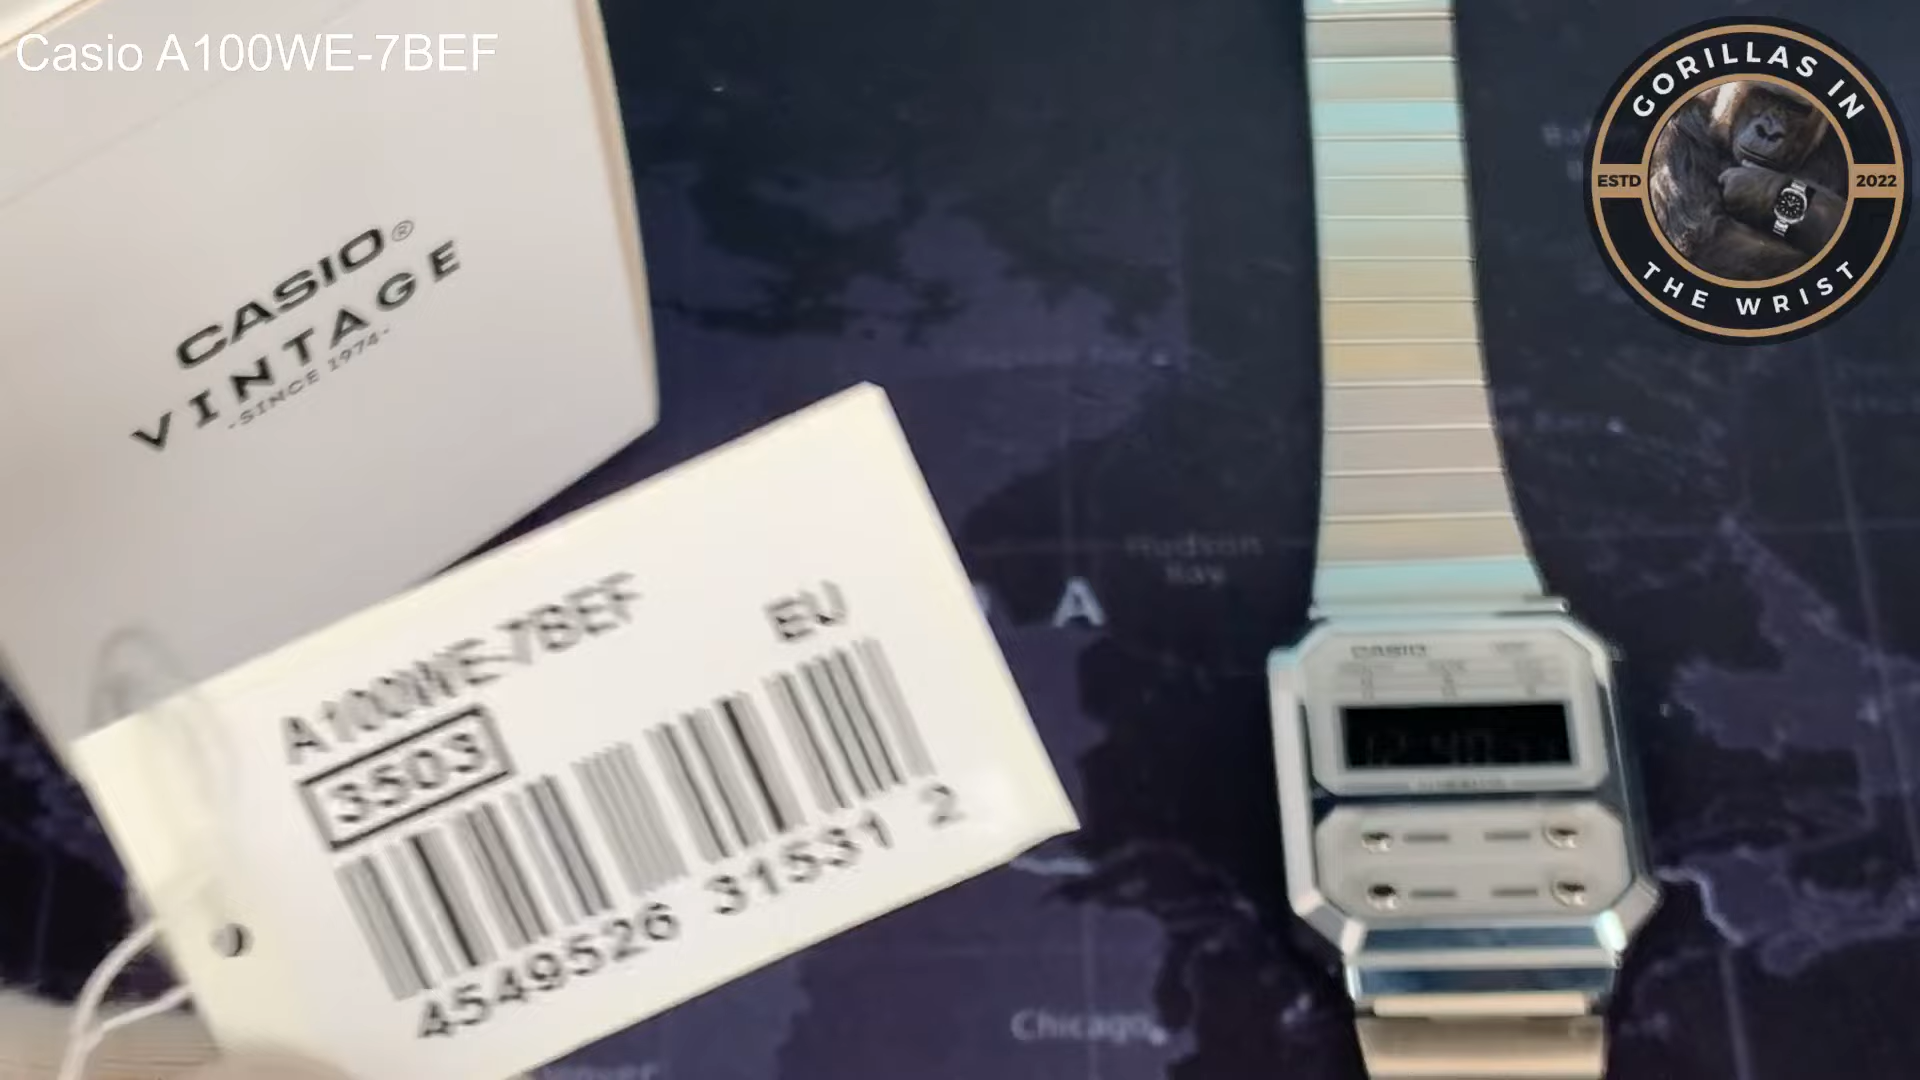 Casio A100WE-7BEF
GORILLAS IN
ESTD
2022
THE WRIST
CASIO®
VINTAGE
-SINCE 1974-
A100WE-7BEF
EU
3503
4549526 31531 2
A
Hudson
Bay
CASIO
Chicago